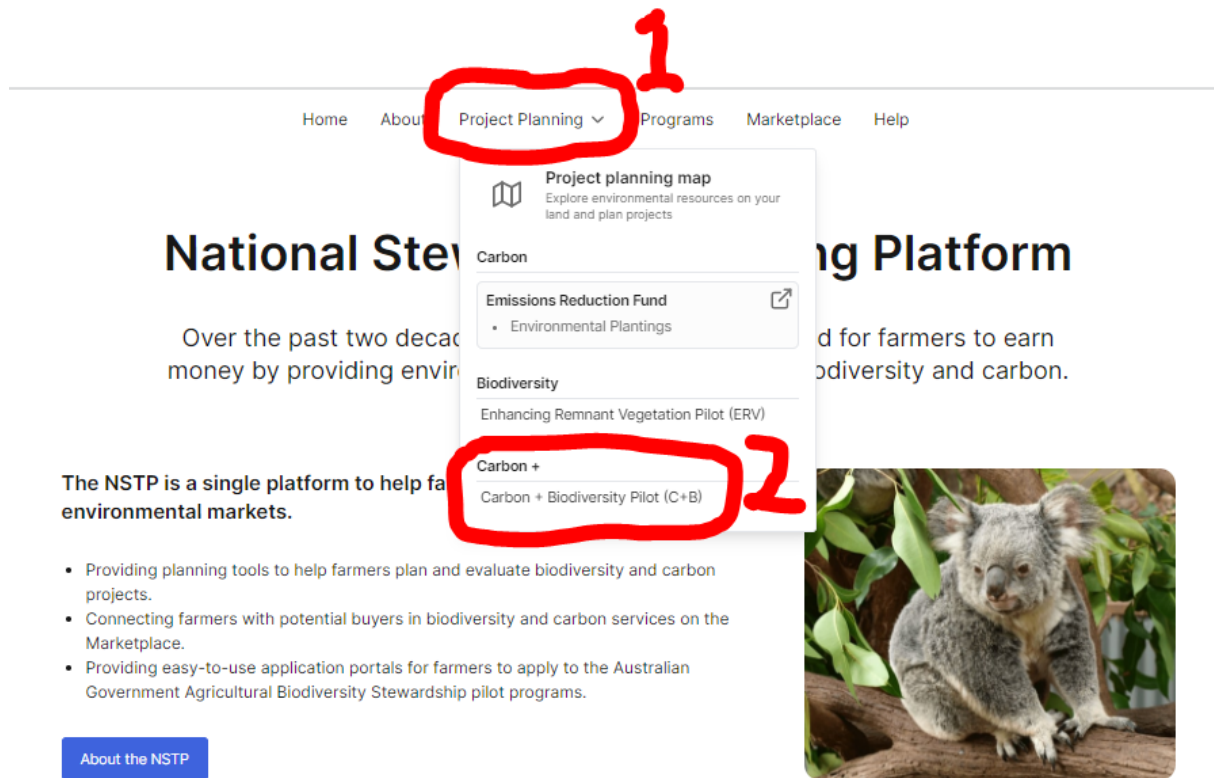 1
Home About Project Planning Programs Marketplace Help
Project planning map
Explore environmental resources on your
land and plan projects
National Ste ng Platform
Carbon
Emissions Reduction Fund
• Environmental Plantings
Over the past two decad d for farmers to earn
money by providing envir odiversity and carbon.
Biodiversity
Enhancing Remnant Vegetation Pilot (ERV)
2
Carbon +
Carbon + Biodiversity Pilot (C+B)
The NSTP is a single platform to help fa
environmental markets.
• Providing planning tools to help farmers plan and evaluate biodiversity and carbon
projects.
• Connecting farmers with potential buyers in biodiversity and carbon services on the
Marketplace.
• Providing easy-to-use application portals for farmers to apply to the Australian
Government Agricultural Biodiversity Stewardship pilot programs.
About the NSTP